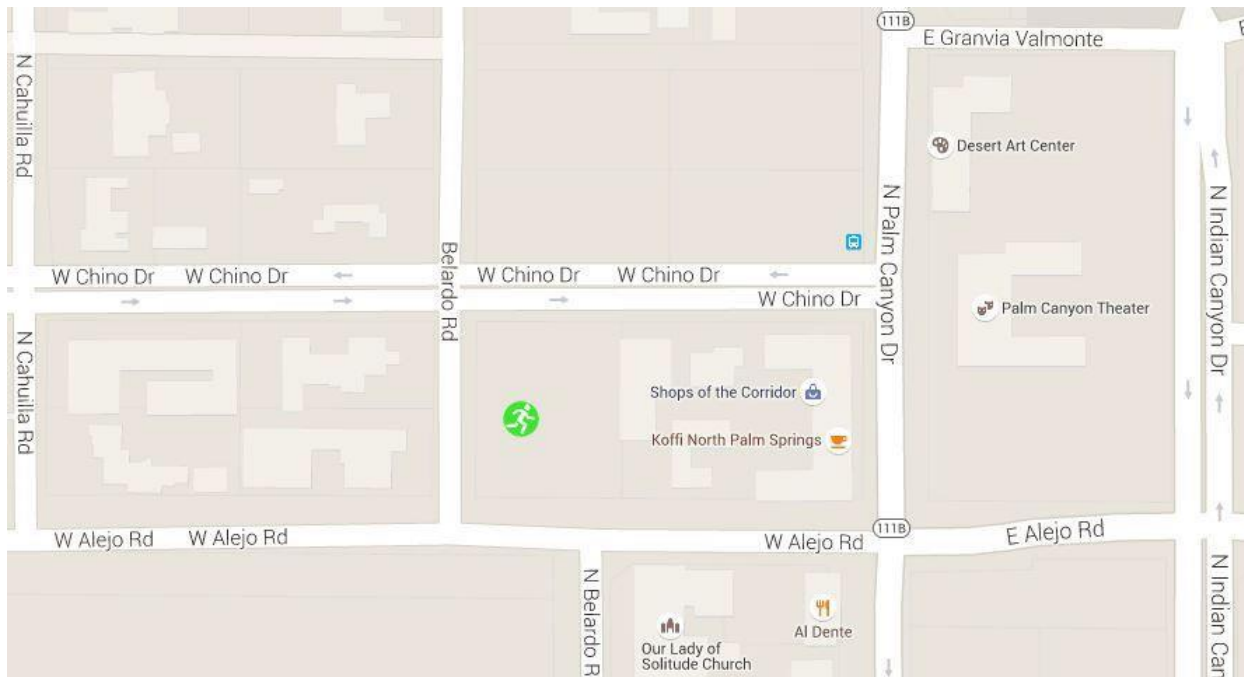 111B
E Granvia Valmonte
N Cahuilla Rd
Desert Art Center
N Palm Canyon Dr
N Indian Canyon Dr
Belardo Rd
W Chino Dr
W Chino Dr
W Chino Dr
W Chino Dr
W Chino Dr
Palm Canyon Theater
N Cahuilla Rd
Shops of the Corridor
Koffi North Palm Springs
W Alejo Rd
W Alejo Rd
W Alejo Rd
111B
E Alejo Rd
N Belardo R
N Indian Can
Al Dente
Our Lady of
Solitude Church